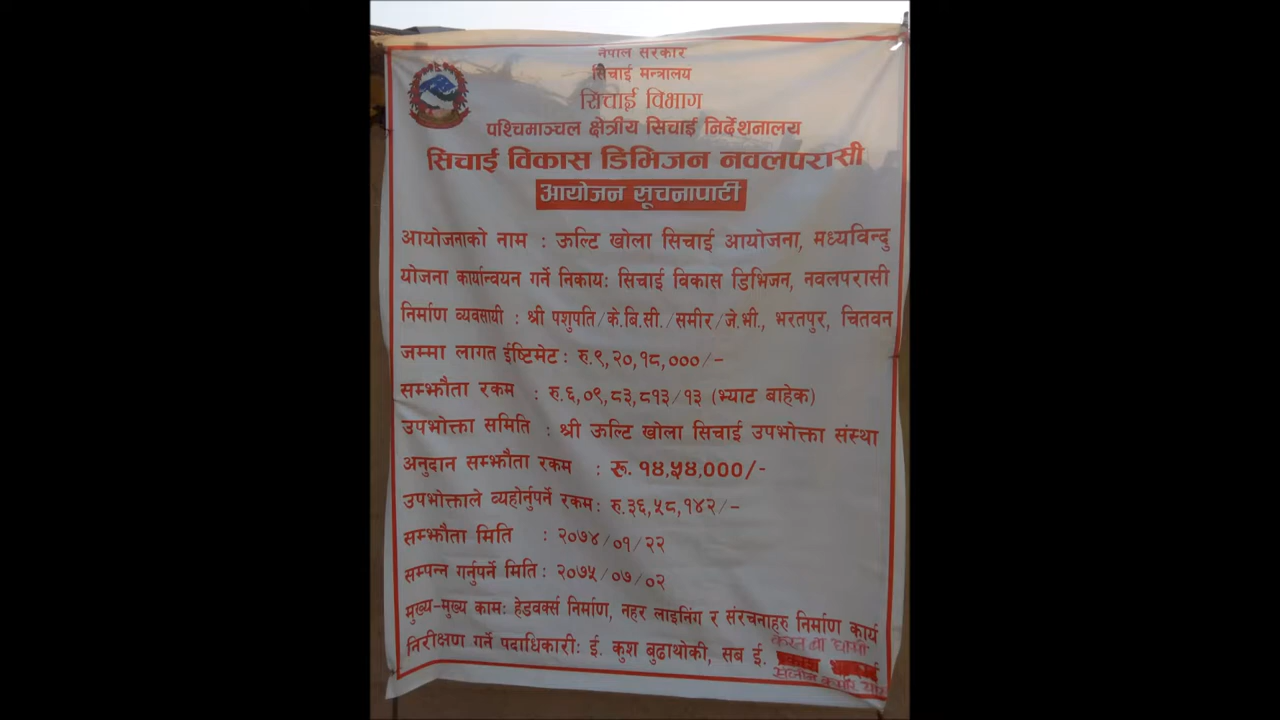 नेपाल सरकार
सिचाई मन्त्रालय
सिचाई विभाग
पश्चिमाञ्चल क्षेत्रीय सिचाई निर्देशनालय
सिचाई विकास डिभिजन नवलपरासी
आयोजन सूचनापाटी
आयोजनाको नाम : ऊल्टि खोला सिचाई आयोजना, मध्यविन्दु
योजना कार्यान्वयन गर्ने निकाय: सिचाई विकास डिभिजन, नवलपरासी
निर्माण व्यवसायी : श्री पशुपति/के.बि.सी./समीर/जे.भी., भरतपुर, चितवन
जम्मा लागत ईष्टिमेट : रु.९,२०,१८,०००/-
सम्झौता रकम : रु.६,०९,८३,८१३/१३ (भ्याट बाहेक)
उपभोक्ता समिति : श्री ऊल्टि खोला सिचाई उपभोक्ता संस्था
अनुदान सम्झौता रकम : रू. १४,५४,०००/-
उपभोक्ताले व्यहोर्नुपर्ने रकम: रु.३६,५८,१४२/-
सम्झौता मिति : २०७४/०१/२२
सम्पन्न गर्नुपर्ने मिति : २०७५/०७/०२
मुख्य-मुख्य काम: हेडवर्क्स निर्माण, नहर लाइनिंग र संरचनाहरु निर्माण कार्य
निरीक्षण गर्ने पदाधिकारी: ई. कुश बुढाथोकी, सब ई.